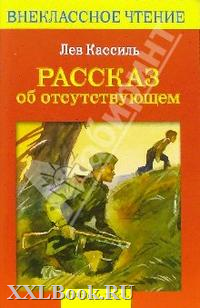 ВНЕКЛАССНОЕ ЧТЕНИЕ
Лев Кассиль
РАССКАЗ
об отсутствующем
XXLBook.RU